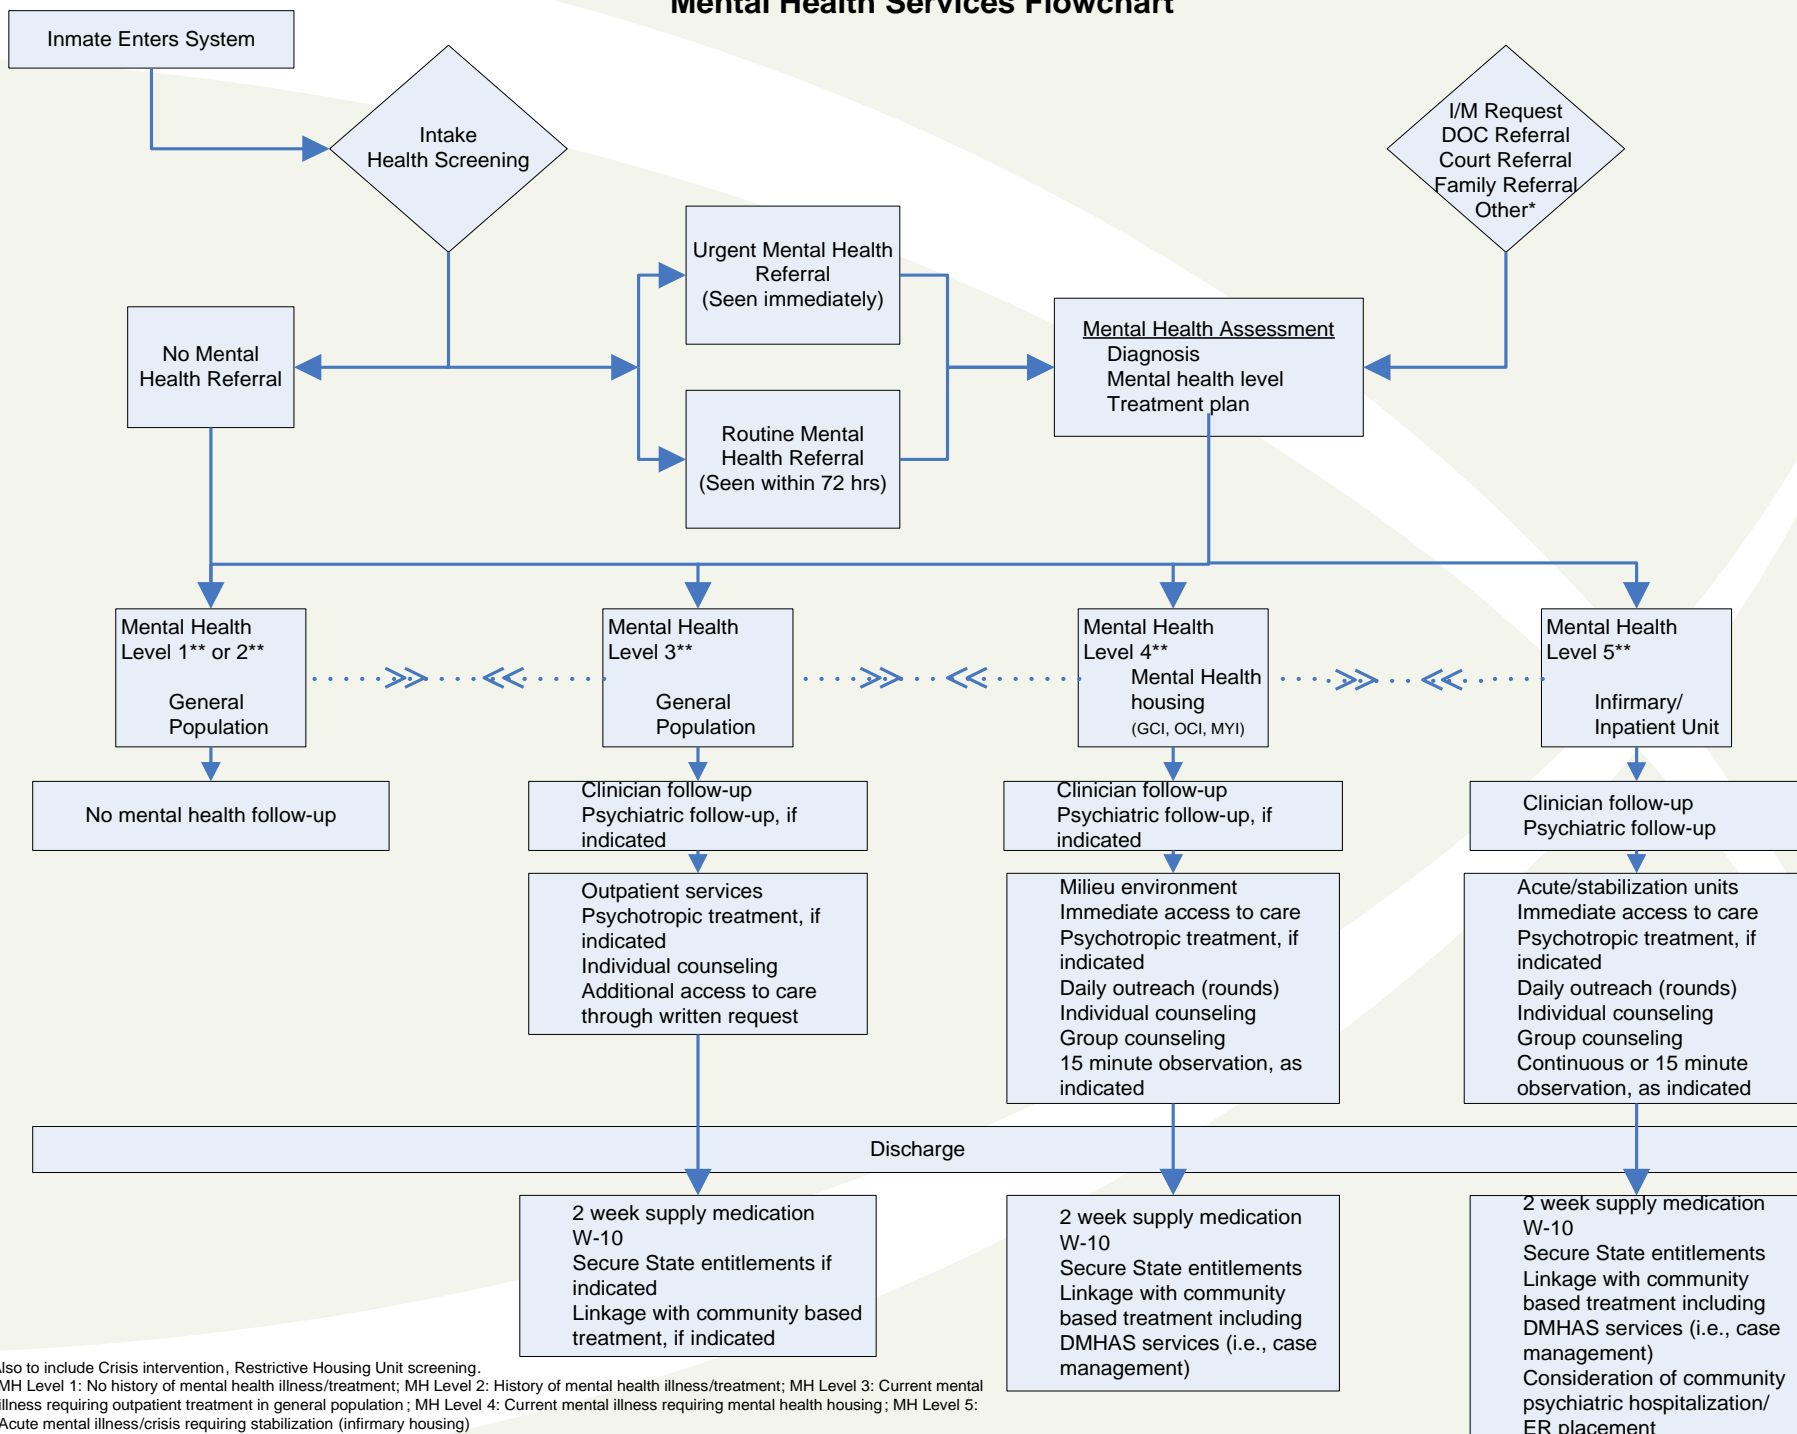 Mental Health Services Flowchart
Inmate Enters System
Intake
Health Screening
I/M Request
DOC Referral
Court Referral
Family Referral
Other*
Urgent Mental Health
Referral
(Seen immediately)
No Mental
Health Referral
Mental Health Assessment
Diagnosis
Mental health level
Treatment plan
Routine Mental
Health Referral
(Seen within 72 hrs)
Mental Health
Level 1** or 2**
General
Population
Mental Health
Level 3**
General
Population
Mental Health
Level 4**
Mental Health
housing
(GCI, OCI, MYI)
Mental Health
Level 5**
Infirmary/
Inpatient Unit
No mental health follow-up
Clinician follow-up
Psychiatric follow-up, if
indicated
Clinician follow-up
Psychiatric follow-up, if
indicated
Clinician follow-up
Psychiatric follow-up
Outpatient services
Psychotropic treatment, if
indicated
Individual counseling
Additional access to care
through written request
Milieu environment
Immediate access to care
Psychotropic treatment, if
indicated
Daily outreach (rounds)
Individual counseling
Group counseling
15 minute observation, as
indicated
Acute/stabilization units
Immediate access to care
Psychotropic treatment, if
indicated
Daily outreach (rounds)
Individual counseling
Group counseling
Continuous or 15 minute
observation, as indicated
Discharge
2 week supply medication
W-10
Secure State entitlements if
indicated
Linkage with community based
treatment, if indicated
2 week supply medication
W-10
Secure State entitlements
Linkage with community
based treatment including
DMHAS services (i.e., case
management)
2 week supply medication
W-10
Secure State entitlements
Linkage with community
based treatment including
DMHAS services (i.e., case
management)
Consideration of community
psychiatric hospitalization/
ER placement
Also to include Crisis intervention, Restrictive Housing Unit screening.
MH Level 1: No history of mental health illness/treatment; MH Level 2: History of mental health illness/treatment; MH Level 3: Current mental
illness requiring outpatient treatment in general population; MH Level 4: Current mental illness requiring mental health housing; MH Level 5:
Acute mental illness/crisis requiring stabilization (infirmary housing)